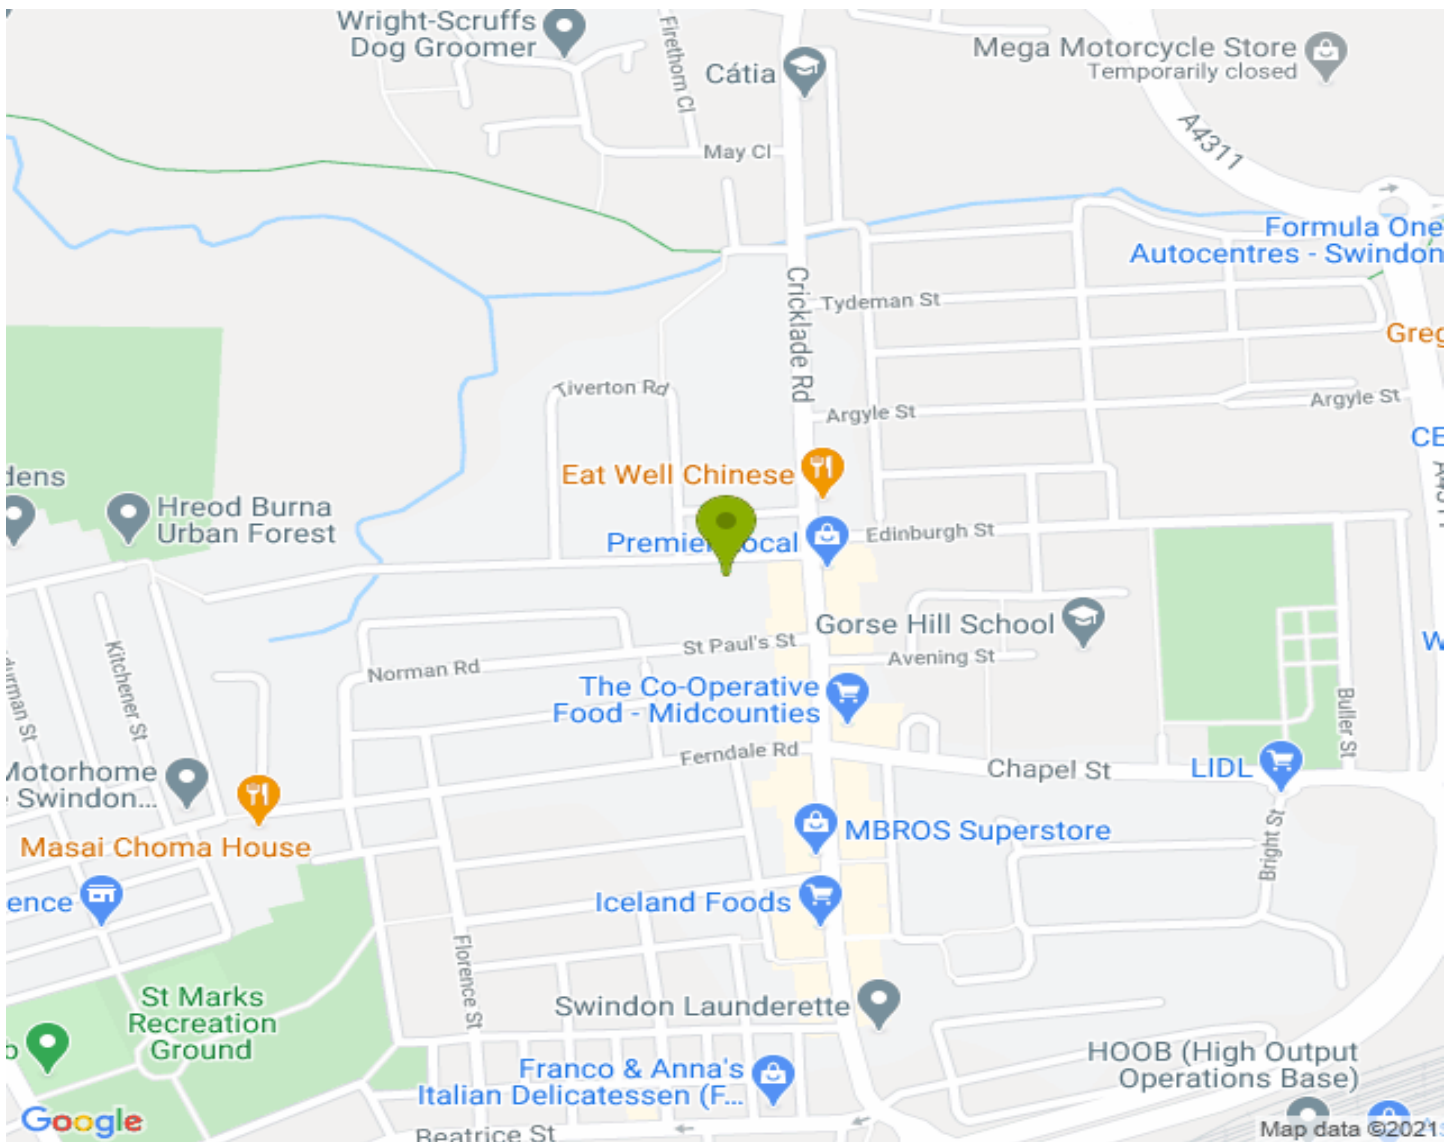 Wright-Scruffs
Dog Groomer
Firethorn Cl
Cátia
Mega Motorcycle Store
Temporarily closed
A4311
May Cl
Formula One
Autocentres - Swindon
Cricklade Rd
Tydeman St
Greg
Tiverton Rd
Argyle St
Argyle St
CE
A4311
Eat Well Chinese
dens
Hreod Burna
Urban Forest
Premier Local
Edinburgh St
Gorse Hill School
St Paul's St
Avening St
Norman Rd
Kitchener St
durman St
The Co-Operative
Food - Midcounties
Buller St
W
Ferndale Rd
Chapel St
LIDL
Motorhome
e Swindon...
Masai Choma House
MBROS Superstore
Bright St
ence
Iceland Foods
Florence St
St Marks
Recreation
Ground
Swindon Launderette
b
Franco & Anna's
Italian Delicatessen (F...
HOOB (High Output
Operations Base)
Google
Beatrice St
Map data ©2021